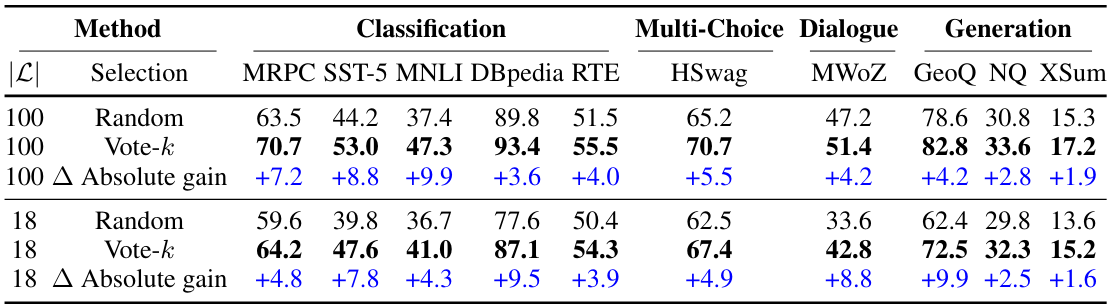 Method Classification Multi-Choice Dialogue Generation
|ℒ| Selection MRPC SST-5 MNLI DBpedia RTE HSwag MWoZ GeoQ NQ XSum
100 Random 63.5 44.2 37.4 89.8 51.5 65.2 47.2 78.6 30.8 15.3
100 Vote-k 70.7 53.0 47.3 93.4 55.5 70.7 51.4 82.8 33.6 17.2
100 Δ Absolute gain +7.2 +8.8 +9.9 +3.6 +4.0 +5.5 +4.2 +4.2 +2.8 +1.9
18 Random 59.6 39.8 36.7 77.6 50.4 62.5 33.6 62.4 29.8 13.6
18 Vote-k 64.2 47.6 41.0 87.1 54.3 67.4 42.8 72.5 32.3 15.2
18 Δ Absolute gain +4.8 +7.8 +4.3 +9.5 +3.9 +4.9 +8.8 +9.9 +2.5 +1.6